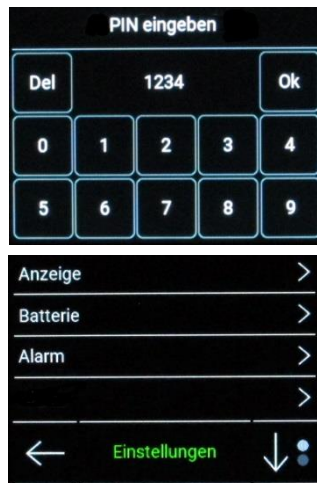 PIN eingeben
Del 1234 Ok
0 1 2 3 4
5 6 7 8 9
Anzeige
Batterie
Alarm
Einstellungen